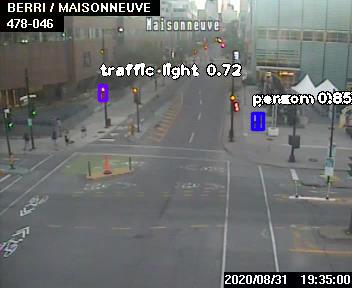 BERRI / MAISONNEUVE
478-046
Maisonneuve
traffic light 0.72
person 0.85
2020/08/31 19:35:00